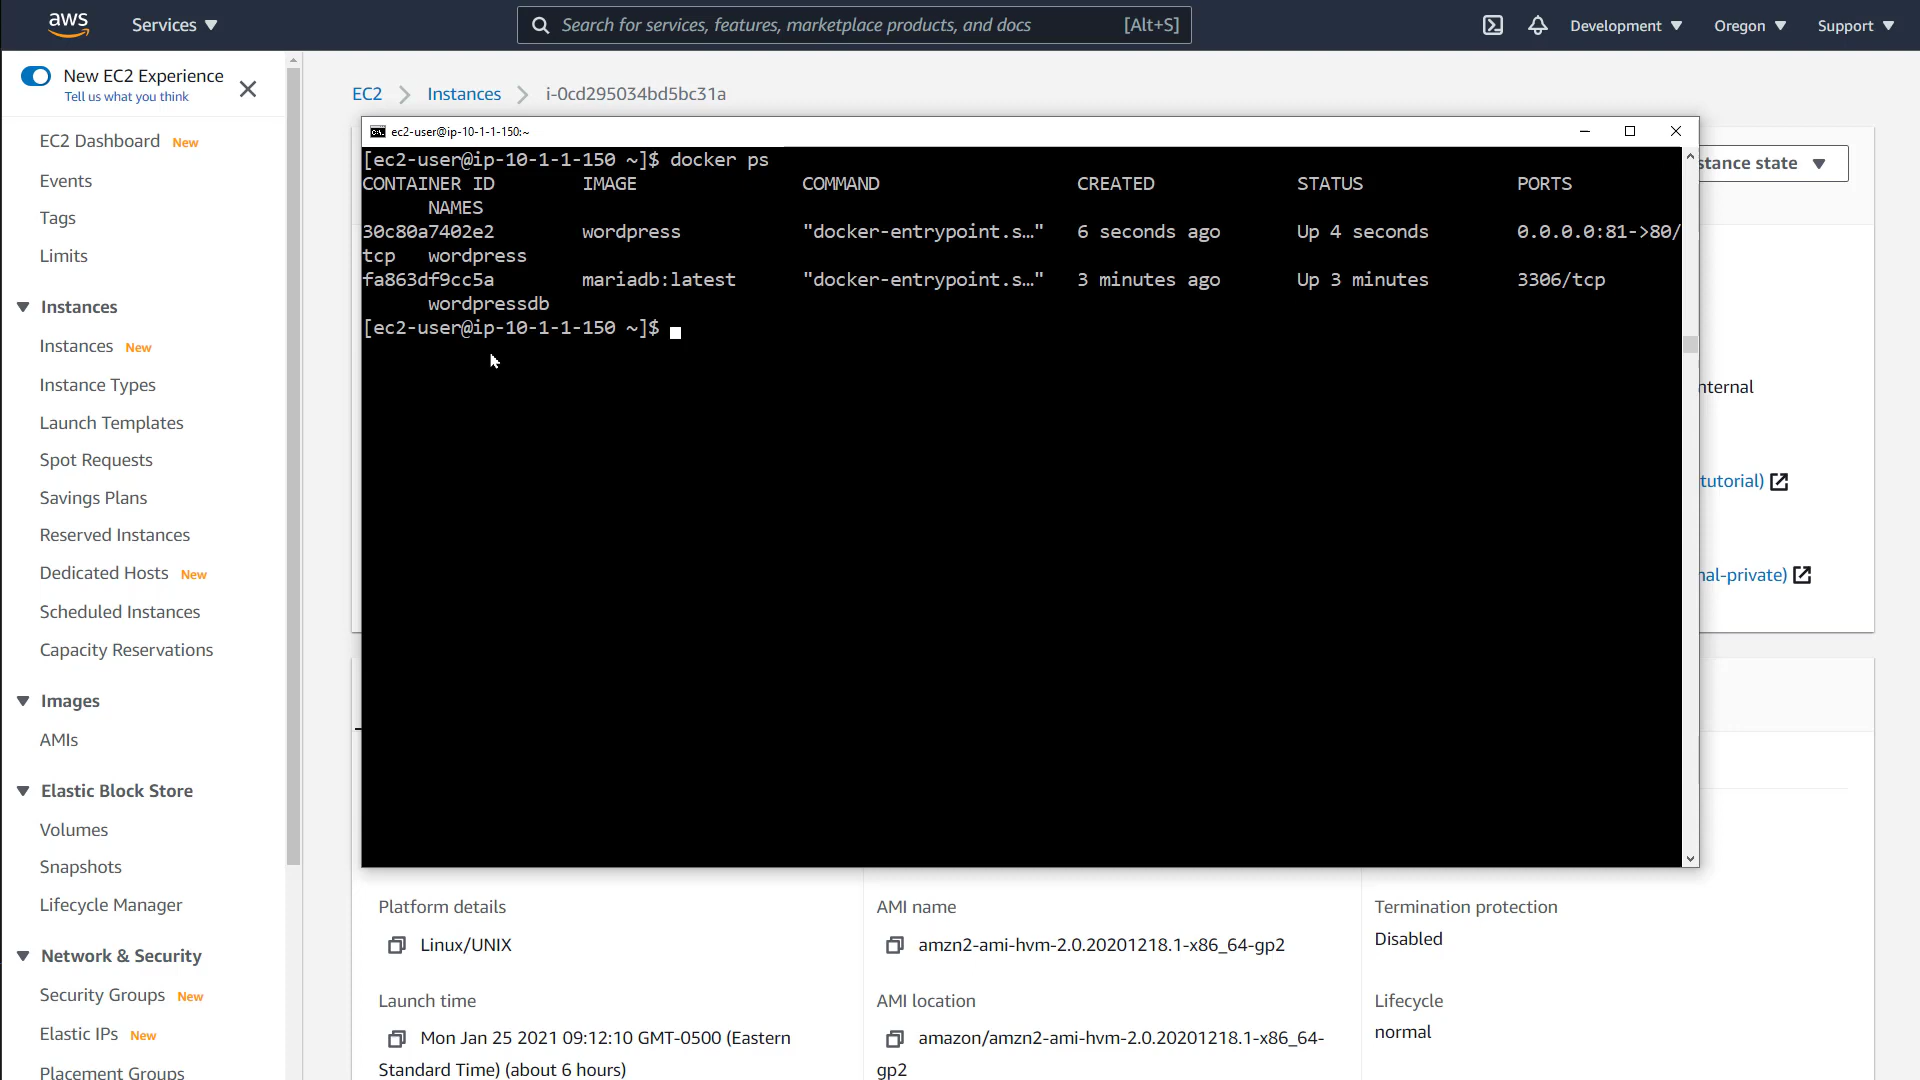 aws
Services
Search for services, features, marketplace products, and docs [Alt+S]
Development
Oregon
Support
New EC2 Experience
Tell us what you think
EC2 Dashboard New
Events
Tags
Limits
Instances
Instances New
Instance Types
Launch Templates
Spot Requests
Savings Plans
Reserved Instances
Dedicated Hosts New
Scheduled Instances
Capacity Reservations
Images
AMIs
Elastic Block Store
Volumes
Snapshots
Lifecycle Manager
Network & Security
Security Groups New
Elastic IPs New
Placement Groups
EC2 Instances i-0cd295034bd5bc31a
ec2-user@ip-10-1-1-150:~
[ec2-user@ip-10-1-1-150 ~]$ docker ps
CONTAINER ID IMAGE COMMAND CREATED STATUS PORTS
NAMES
30c80a7402e2 wordpress "docker-entrypoint.s…" 6 seconds ago Up 4 seconds 0.0.0.0:81->80/
tcp wordpress
fa863df9cc5a mariadb:latest "docker-entrypoint.s…" 3 minutes ago Up 3 minutes 3306/tcp
wordpressdb
[ec2-user@ip-10-1-1-150 ~]$
stance state
nternal
tutorial)
nal-private)
Platform details
Linux/UNIX
AMI name
amzn2-ami-hvm-2.0.20201218.1-x86_64-gp2
Termination protection
Disabled
Launch time
Mon Jan 25 2021 09:12:10 GMT-0500 (Eastern
Standard Time) (about 6 hours)
AMI location
amazon/amzn2-ami-hvm-2.0.20201218.1-x86_64-
gp2
Lifecycle
normal